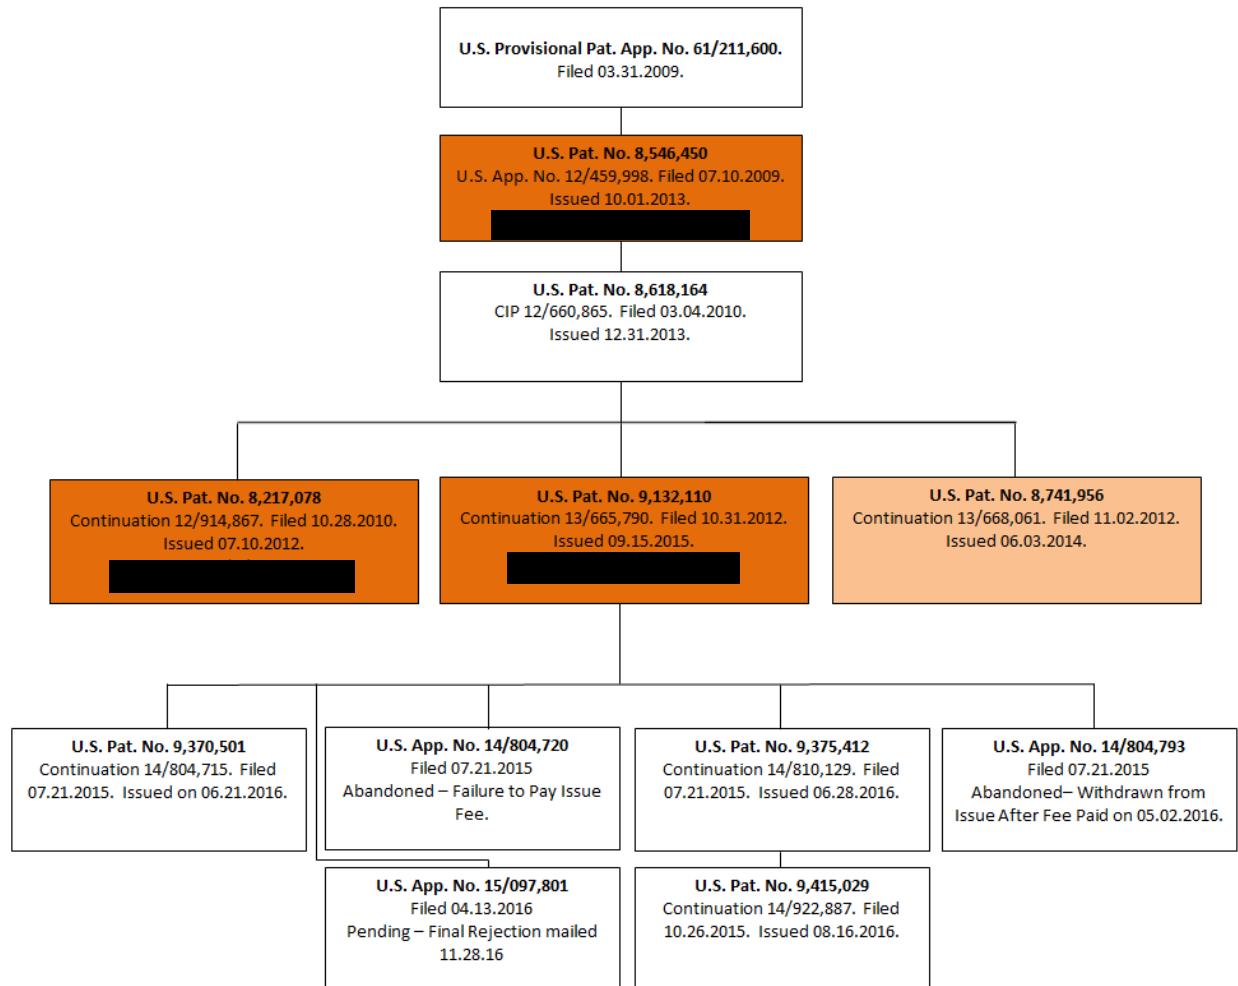 U.S. Provisional Pat. App. No. 61/211,600.
Filed 03.31.2009.
U.S. Pat. No. 8,546,450
U.S. App. No. 12/459,998. Filed 07.10.2009.
Issued 10.01.2013.
U.S. Pat. No. 8,618,164
CIP 12/660,865. Filed 03.04.2010.
Issued 12.31.2013.
U.S. Pat. No. 8,217,078
Continuation 12/914,867. Filed 10.28.2010.
Issued 07.10.2012.
U.S. Pat. No. 9,132,110
Continuation 13/665,790. Filed 10.31.2012.
Issued 09.15.2015.
U.S. Pat. No. 8,741,956
Continuation 13/668,061. Filed 11.02.2012.
Issued 06.03.2014.
U.S. Pat. No. 9,370,501
Continuation 14/804,715. Filed
07.21.2015. Issued on 06.21.2016.
U.S. App. No. 14/804,720
Filed 07.21.2015
Abandoned – Failure to Pay Issue
Fee.
U.S. Pat. No. 9,375,412
Continuation 14/810,129. Filed
07.21.2015. Issued 06.28.2016.
U.S. App. No. 14/804,793
Filed 07.21.2015
Abandoned– Withdrawn from
Issue After Fee Paid on 05.02.2016.
U.S. App. No. 15/097,801
Filed 04.13.2016
Pending – Final Rejection mailed
11.28.16
U.S. Pat. No. 9,415,029
Continuation 14/922,887. Filed
10.26.2015. Issued 08.16.2016.